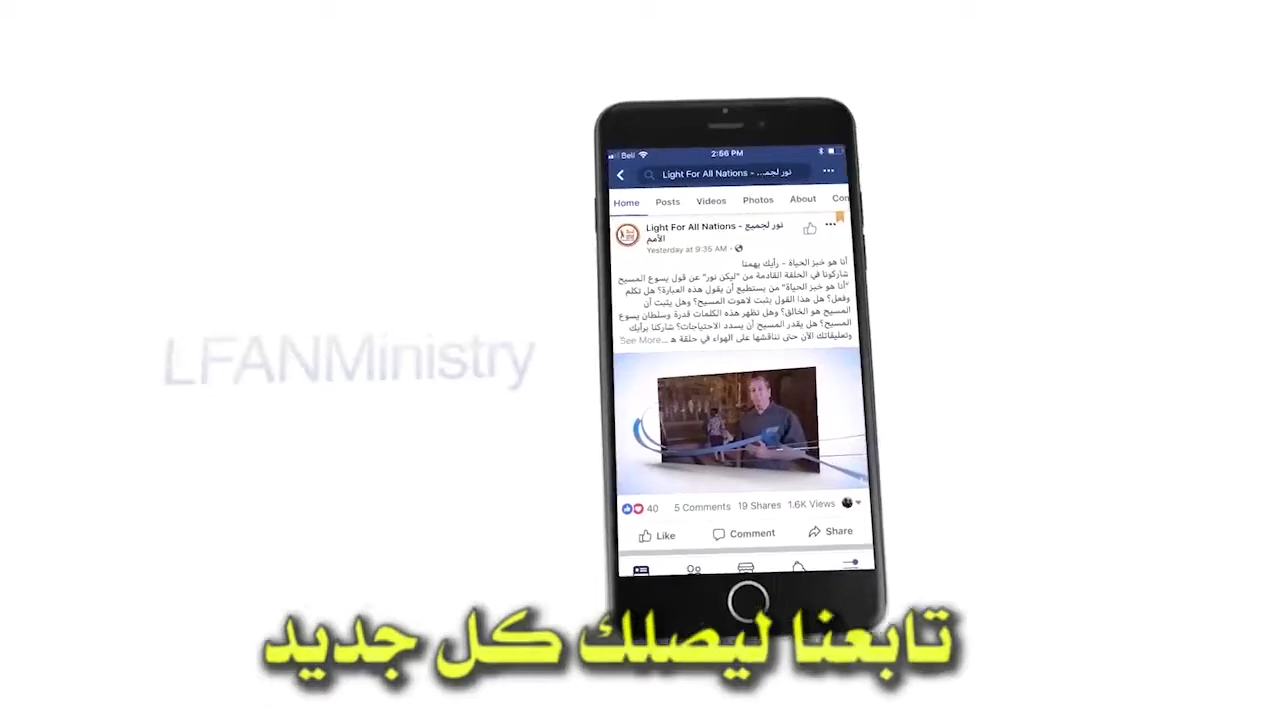 Bell
2:56 PM
Light For All Nations - نور لجمي...
Home Posts Videos Photos About Con
Light For All Nations - نور لجميع
الأمم
Yesterday at 9:35 AM
أنا هو خبز الحياة - رأيك يهمنا
شاركونا في الحلقة القادمة من "ليكن نور" عن قول يسوع المسيح
"أنا هو خبز الحياة" من يستطيع أن يقول هذه العبارة؟ هل تكلم
وفعل؟ هل هذا القول يثبت لاهوت المسيح؟ وهل يثبت أن
المسيح هو الخالق؟ وهل تظهر هذه الكلمات قدرة وسلطان يسوع
المسيح؟ هل يقدر المسيح أن يسدد الاحتياجات؟ شاركنا برأيك
وتعليقاتك الآن حتى نناقشها على الهواء في حلقة ه... See More
LFANMinistry
40 5 Comments 19 Shares 1.6K Views
Like Comment Share
تابعنا ليصلك كل جديد